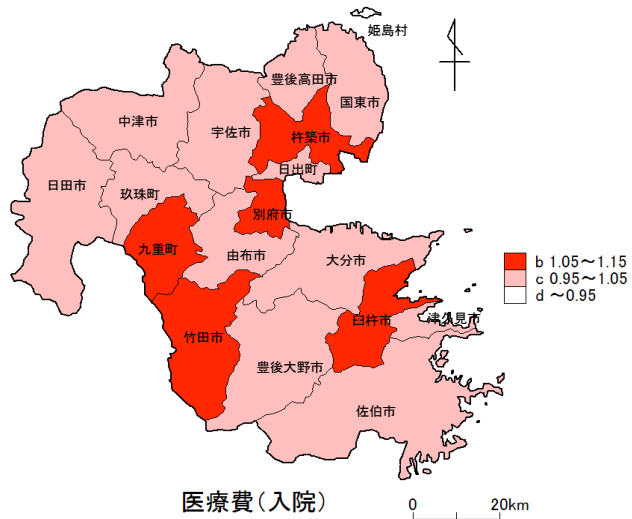 姫島村
豊後高田市
国東市
中津市
宇佐市
杵築市
日出町
日田市
玖珠町
別府市
九重町
由布市
大分市
b 1.05～1.15
c 0.95～1.05
d ～0.95
竹田市
臼杵市
津久見市
豊後大野市
佐伯市
医療費（入院）
0 20km